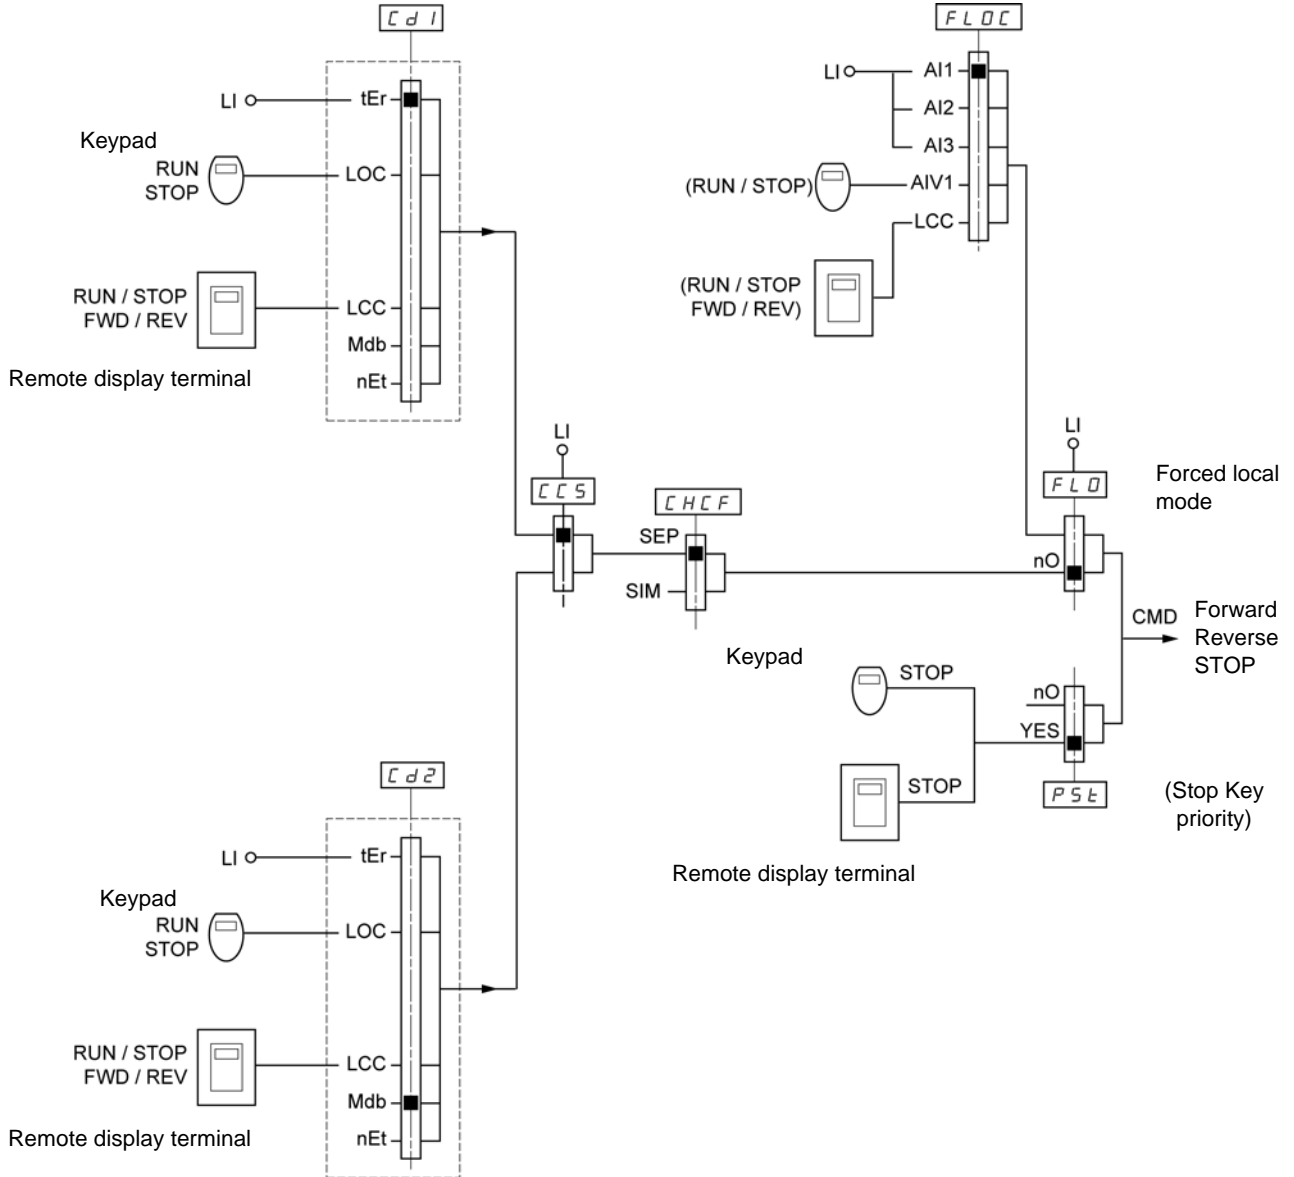 Cd1
LI
tEr
Keypad
RUN
STOP
LOC
RUN / STOP
FWD / REV
LCC
Mdb
nEt
Remote display terminal
FLOC
LI
AI1
AI2
AI3
(RUN / STOP)
AIV1
LCC
(RUN / STOP
FWD / REV)
LI
CCS
CHCF
SEP
SIM
LI
FLO
Forced local
mode
nO
CMD
Forward
Reverse
STOP
Keypad
STOP
nO
YES
STOP
PSt
(Stop Key
priority)
Remote display terminal
Cd2
LI
tEr
Keypad
RUN
STOP
LOC
RUN / STOP
FWD / REV
LCC
Mdb
nEt
Remote display terminal